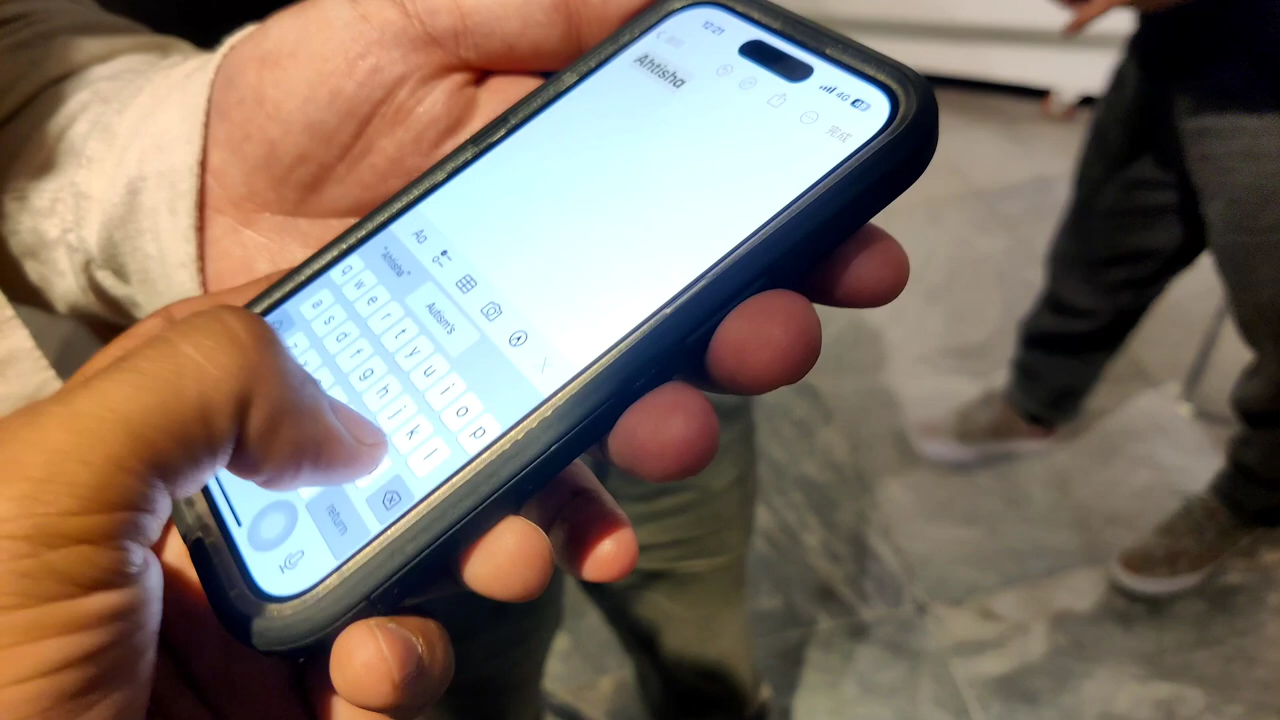 12:21
4G
完成
Ahtisha
Aa
"Ahtisha"
Autism's
q w e r t y u i o p
a s d f g h j k l
z x
return